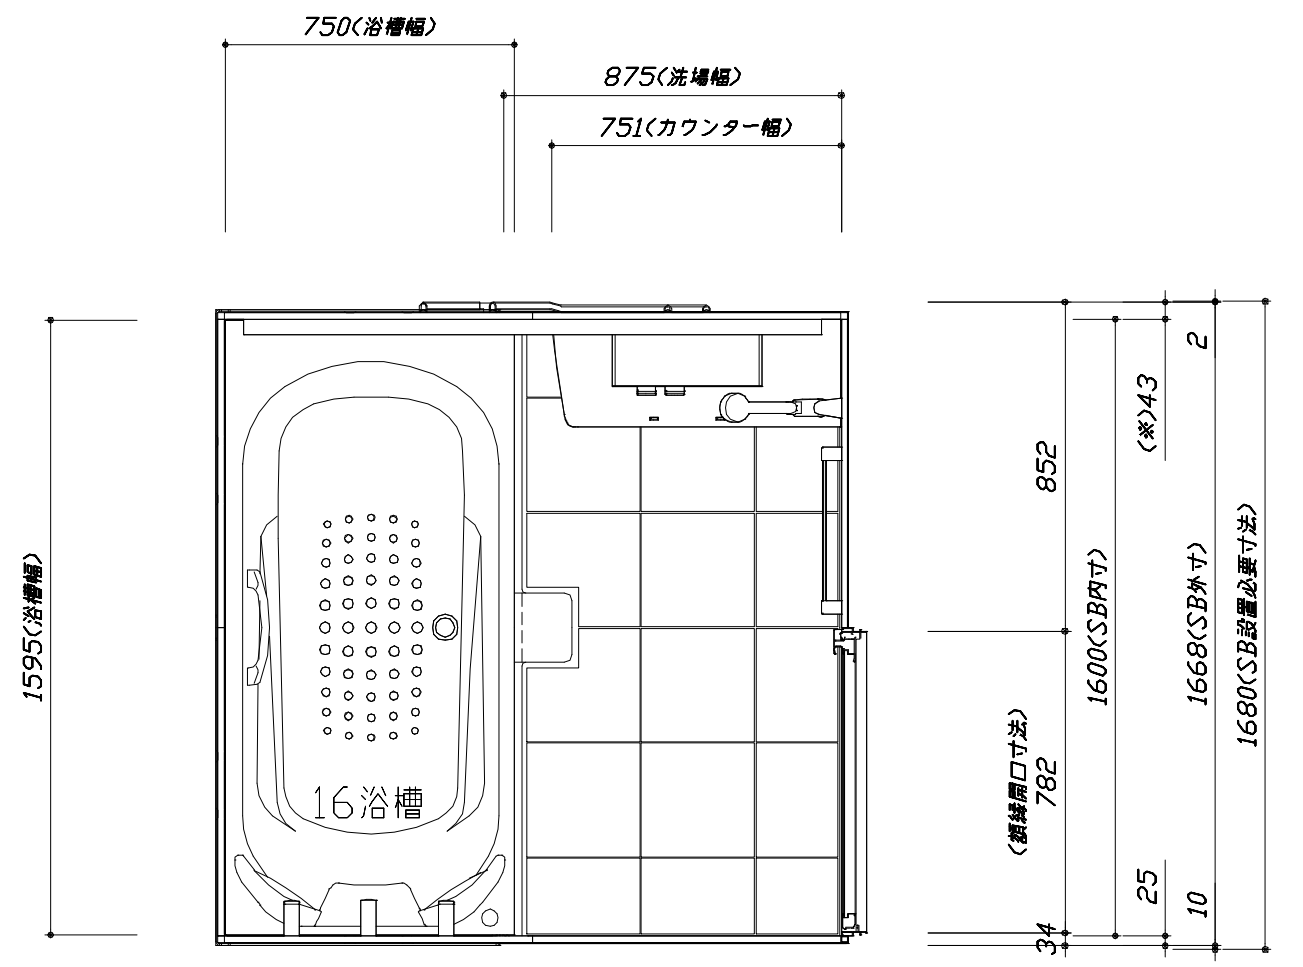 750(浴槽幅)
875(洗場幅)
751(カウンター幅)
1595(浴槽幅)
16浴槽
852
(額縁開口寸法)
782
34
1600(SB内寸)
(※)43
25
2
1668(SB外寸)
10
1680(SB設置必要寸法)